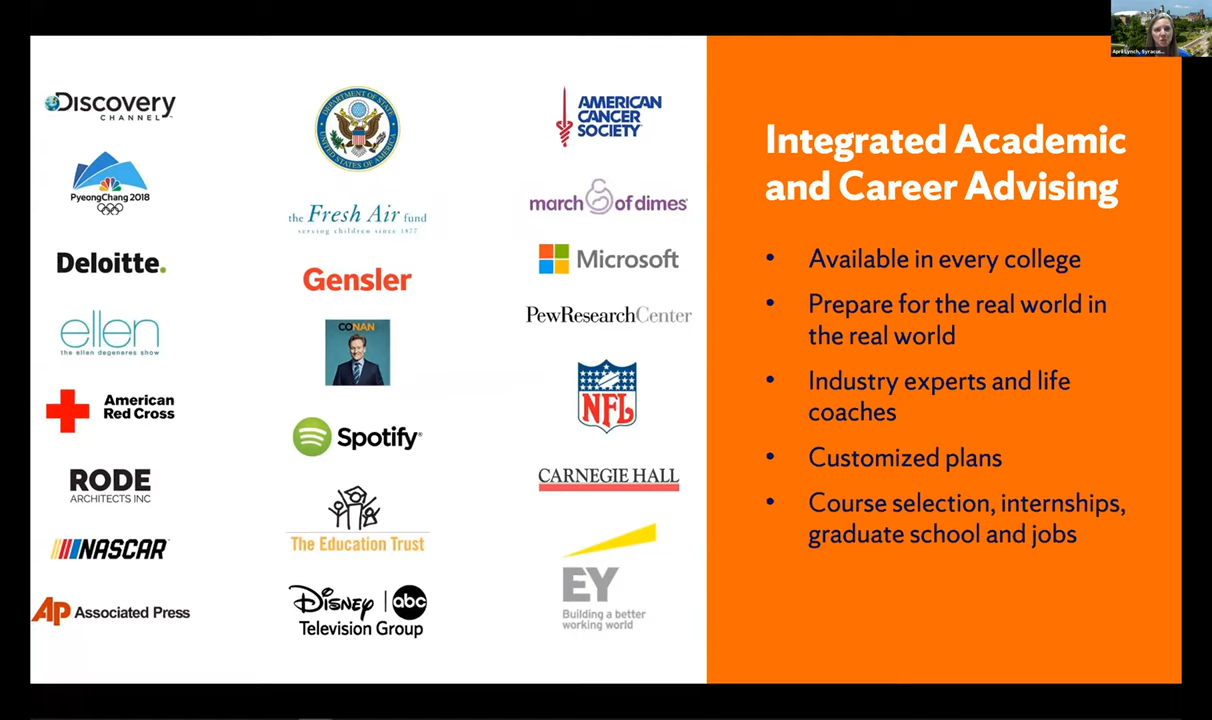 Discovery
CHANNEL
PyeongChang 2018
Deloitte.
ellen
the ellen degeneres show
American
Red Cross
RODE
ARCHITECTS INC
NASCAR
AP Associated Press
DEPARTMENT OF STATE
UNITED STATES OF AMERICA
the Fresh Air fund
serving children since 1877
Gensler
CONAN
Spotify®
The Education Trust
Disney | abc
Television Group
AMERICAN
CANCER
SOCIETY
march of dimes
Microsoft
PewResearchCenter
NFL
CARNEGIE HALL
EY
Building a better
working world
April Lynch, Syracus...
Integrated Academic
and Career Advising
• Available in every college
• Prepare for the real world in
the real world
• Industry experts and life
coaches
• Customized plans
• Course selection, internships,
graduate school and jobs